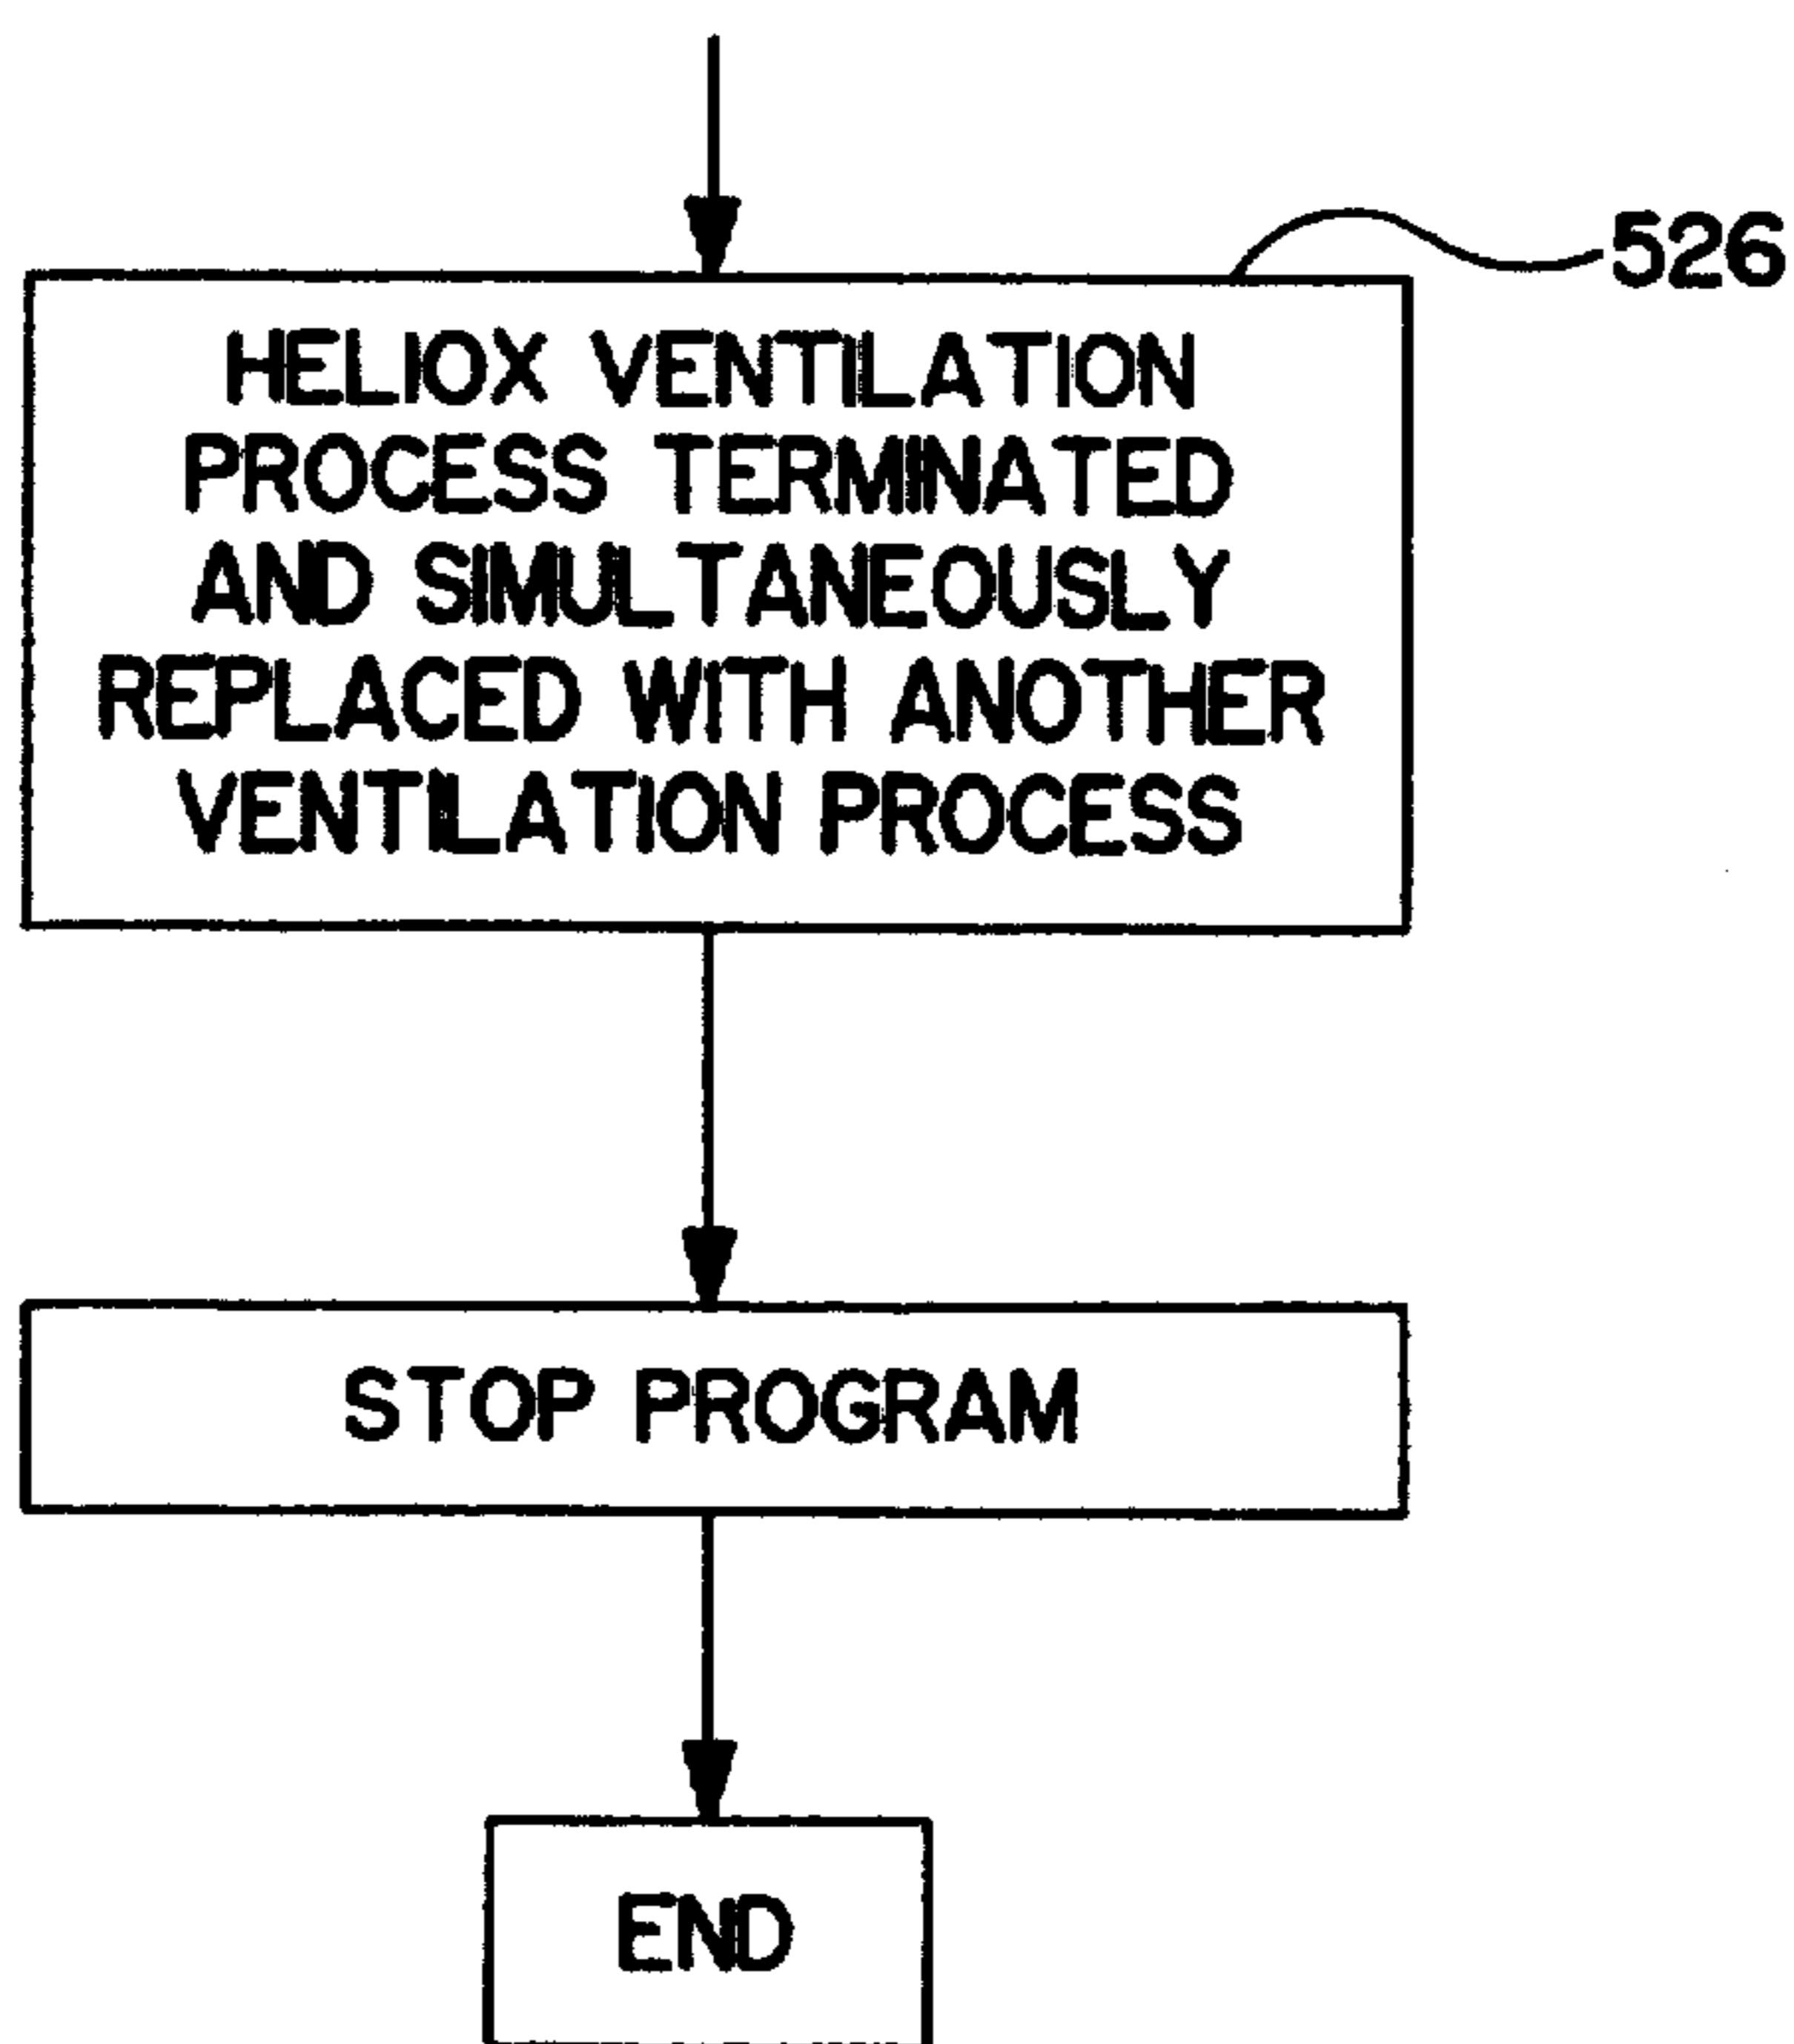 526
HELIOX VENTILATION
PROCESS TERMINATED
AND SIMULTANEOUSLY
REPLACED WITH ANOTHER
VENTILATION PROCESS
STOP PROGRAM
END